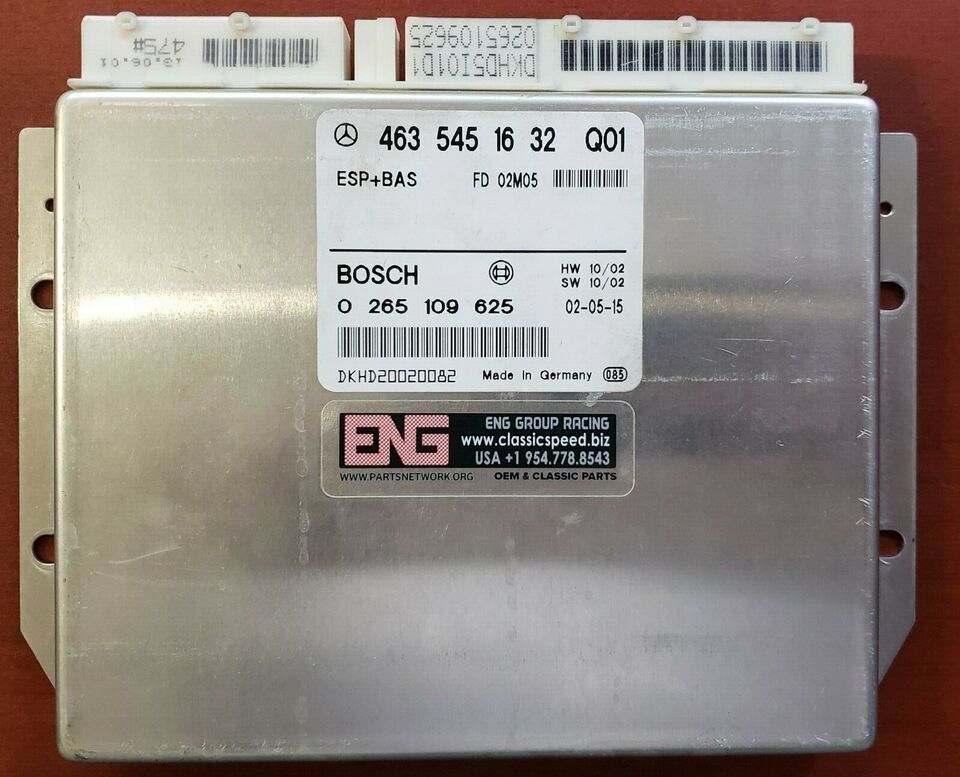 475#
13.06.01
DKHD5I01D1
0265109625
463 545 16 32 Q01
ESP+BAS FD 02M05
BOSCH HW 10/02
SW 10/02
0 265 109 625 02-05-15
DKHD20020082 Made in Germany 085
ENG ENG GROUP RACING
www.classicspeed.biz
USA +1 954.778.8543
WWW.PARTSNETWORK.ORG OEM & CLASSIC PARTS